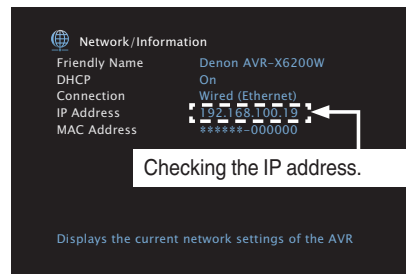 Network/Information
Friendly Name Denon AVR-X6200W
DHCP On
Connection Wired (Ethernet)
IP Address 192.168.100.19
MAC Address ******-000000
Checking the IP address.
Displays the current network settings of the AVR